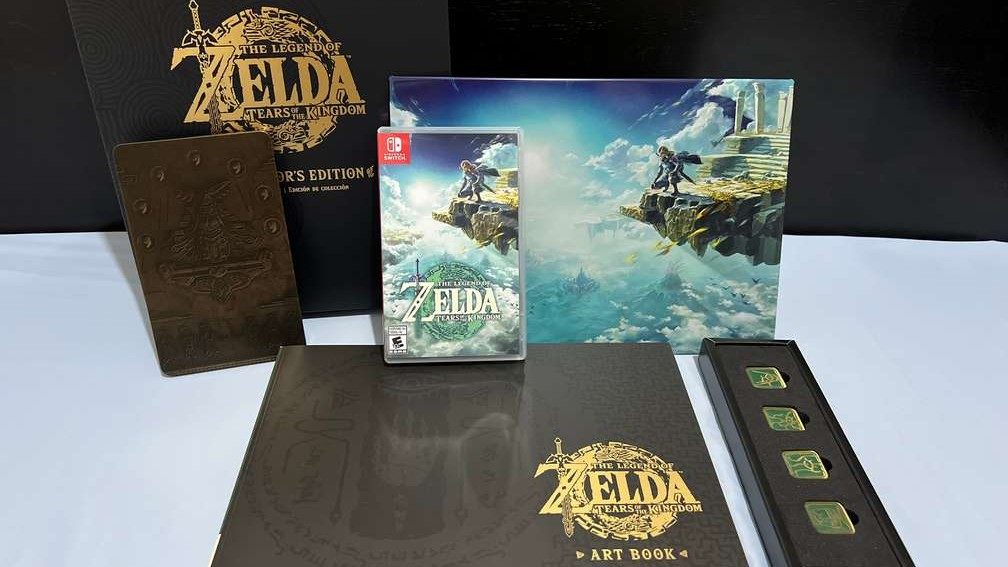 THE LEGEND OF
ZELDA
TEARS OF THE KINGDOM
OR'S EDITION
EDICIÓN DE COLECCIÓN
SWITCH
THE LEGEND OF
ZELDA
TEARS OF THE KINGDOM
E
THE LEGEND OF
ZELDA
TEARS OF THE KINGDOM
ART BOOK